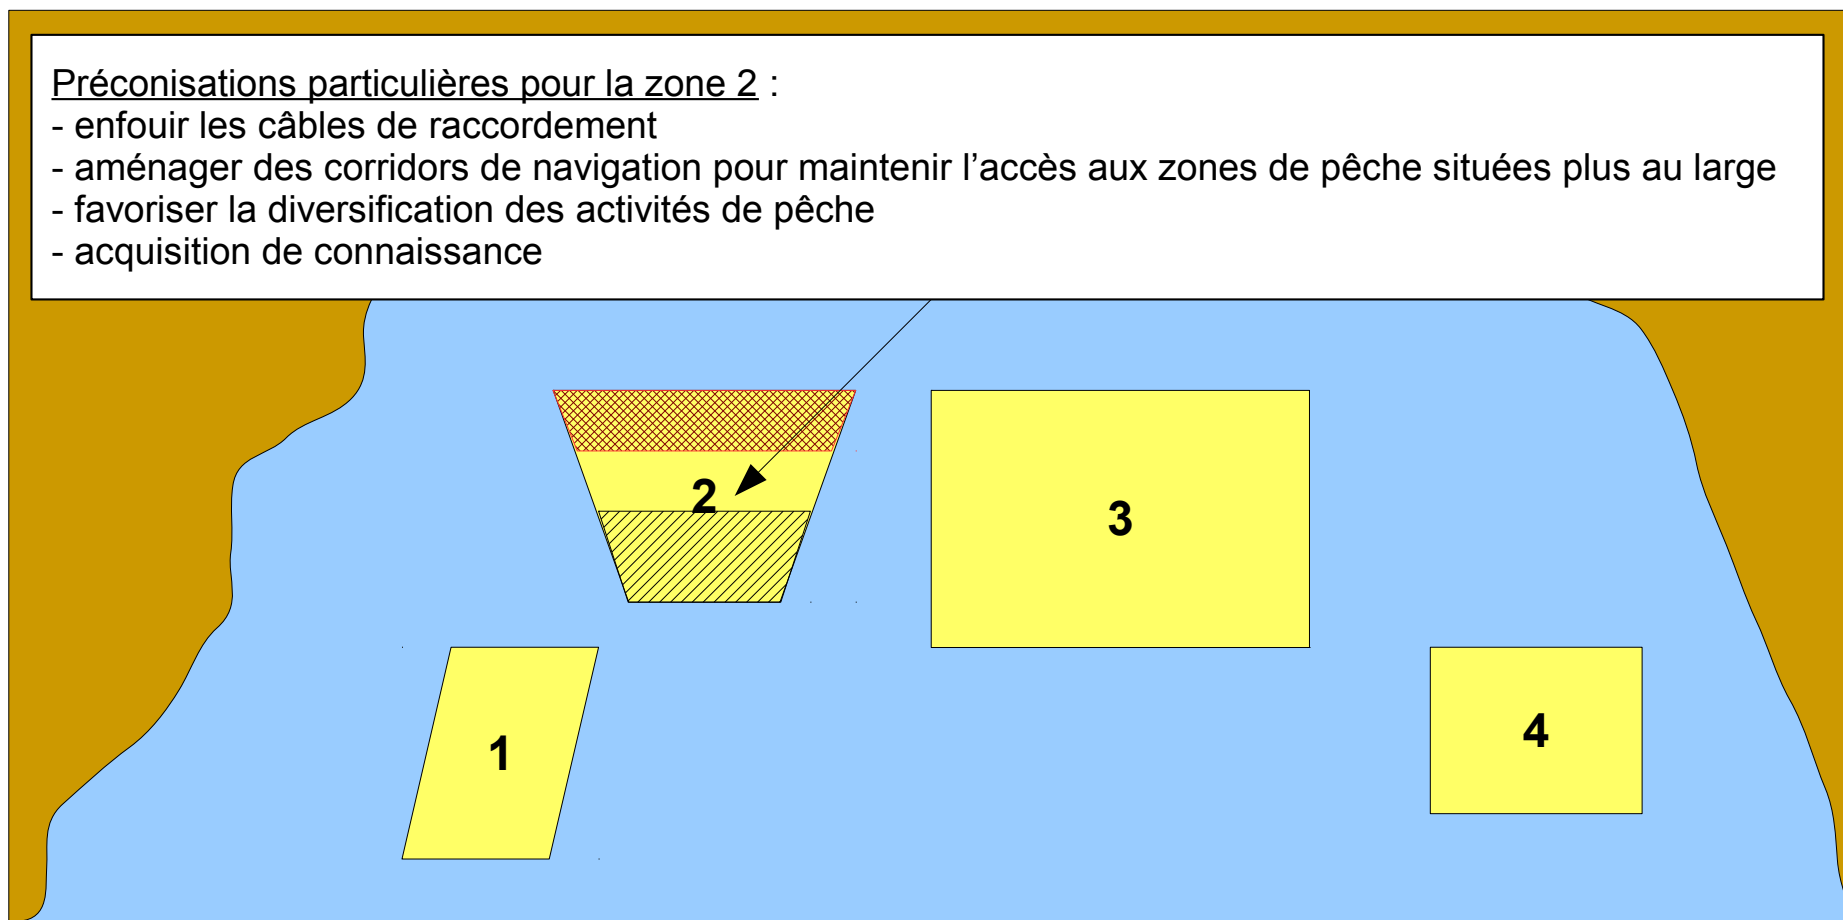 Préconisations particulières pour la zone 2 :
- enfouir les câbles de raccordement
- aménager des corridors de navigation pour maintenir l’accès aux zones de pêche situées plus au large
- favoriser la diversification des activités de pêche
- acquisition de connaissance
2
3
1
4